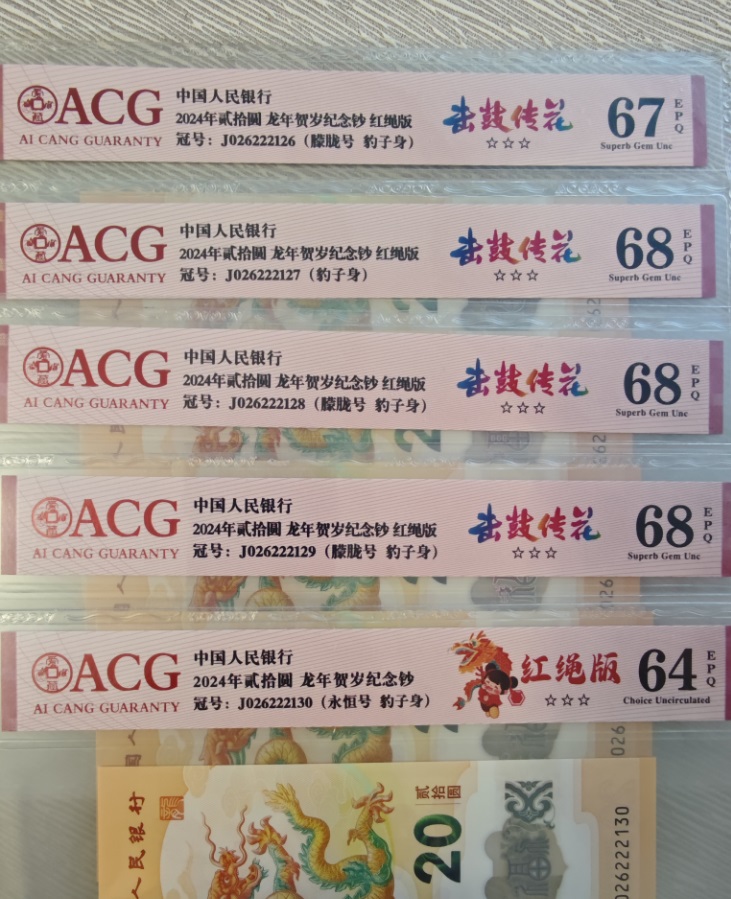 ACG
AI CANG GUARANTY
中国人民银行
2024年贰拾圆 龙年贺岁纪念钞 红绳版
冠号：J026222126（朦胧号 豹子身）
击鼓传花
☆☆☆
67
EPQ
Superb Gem Unc
ACG
AI CANG GUARANTY
中国人民银行
2024年贰拾圆 龙年贺岁纪念钞 红绳版
冠号：J026222127（豹子身）
击鼓传花
☆☆☆
68
EPQ
Superb Gem Unc
ACG
AI CANG GUARANTY
中国人民银行
2024年贰拾圆 龙年贺岁纪念钞 红绳版
冠号：J026222128（朦胧号 豹子身）
击鼓传花
☆☆☆
68
EPQ
Superb Gem Unc
ACG
AI CANG GUARANTY
中国人民银行
2024年贰拾圆 龙年贺岁纪念钞 红绳版
冠号：J026222129（朦胧号 豹子身）
击鼓传花
☆☆☆
68
EPQ
Superb Gem Unc
ACG
AI CANG GUARANTY
中国人民银行
2024年贰拾圆 龙年贺岁纪念钞
冠号：J026222130（永恒号 豹子身）
红绳版
☆☆☆
64
EPQ
Choice Uncirculated
人民银行
贰拾圆
20
026222130